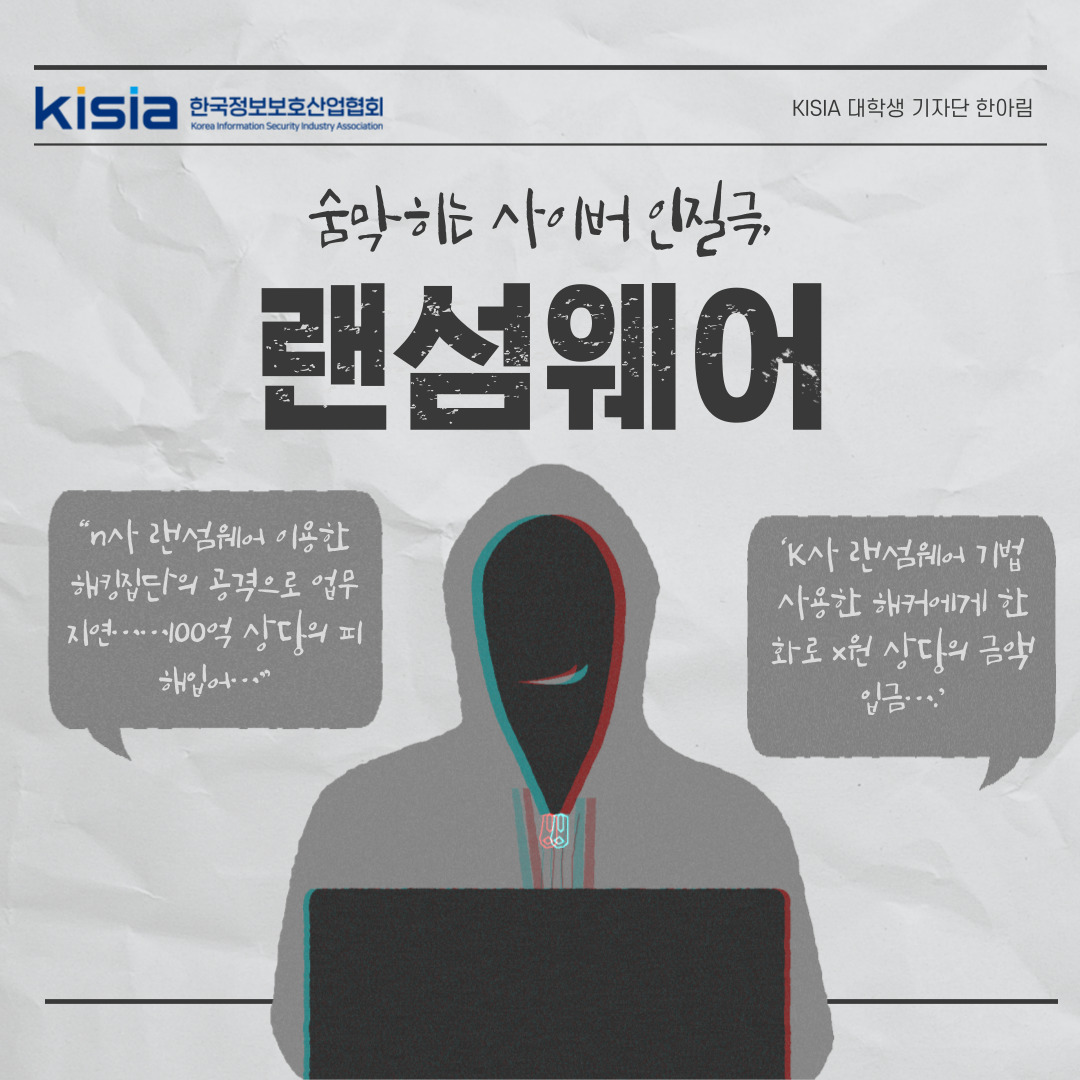 kisia 한국정보보호산업협회
Korea Information Security Industry Association
KISIA 대학생 기자단 한아림
숨막히는 사이버 인질극,
랜섬웨어
“n사 랜섬웨어 이용한
해킹집단의 공격으로 업무
지연……,100억 상당의 피
해입어…”
‘K사 랜섬웨어 기법
사용한 해커에게 한
화로 x원 상당의 금액
입금….’